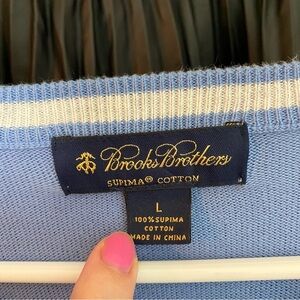 Brooks Brothers
SUPIMA® COTTON
L
100% SUPIMA
COTTON
MADE IN CHINA